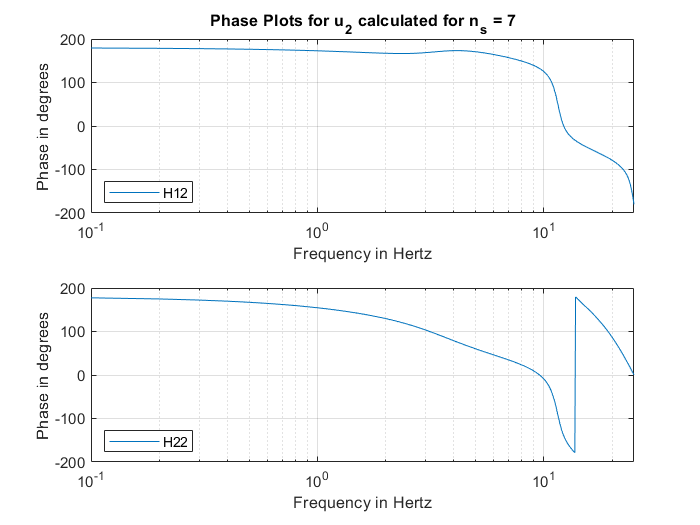 Phase Plots for u2 calculated for ns = 7
200
100
0
-100
-200
Phase in degrees
H12
10-1
100
101
Frequency in Hertz
200
100
0
-100
-200
Phase in degrees
H22
10-1
100
101
Frequency in Hertz